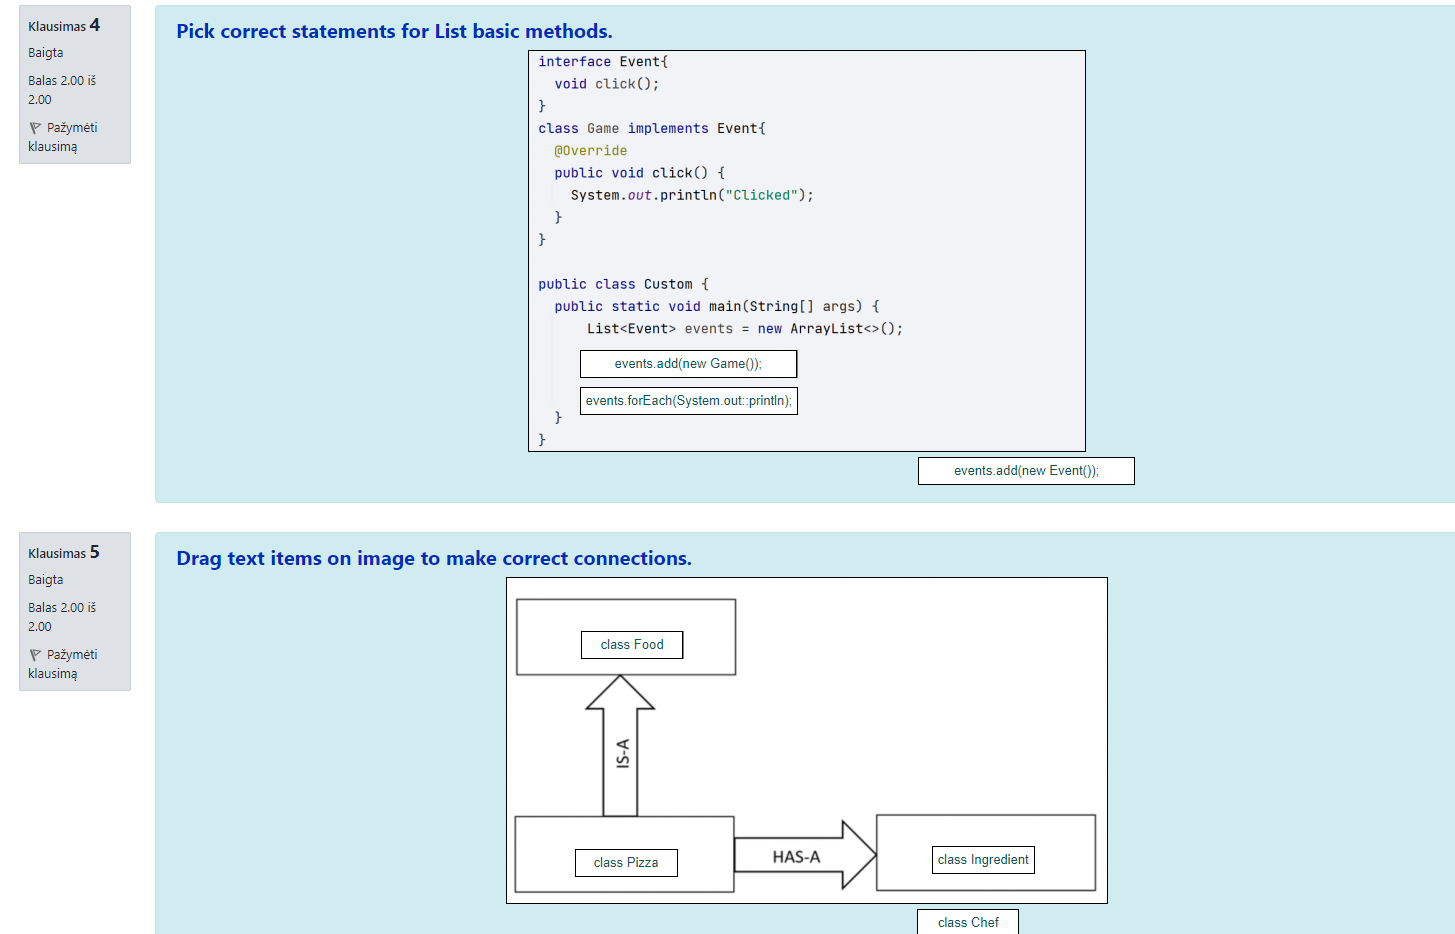 Klausimas 4
Baigta
Balas 2.00 iš
2.00
Pažymėti
klausimą
Pick correct statements for List basic methods.
interface Event{
void click();
}
class Game implements Event{
@Override
public void click() {
System.out.println("Clicked");
}
}
public class Custom {
public static void main(String[] args) {
List<Event> events = new ArrayList<>();
events.add(new Game());
events.forEach(System.out::println);
}
}
events.add(new Event());
Klausimas 5
Baigta
Balas 2.00 iš
2.00
Pažymėti
klausimą
Drag text items on image to make correct connections.
class Food
IS-A
class Pizza
HAS-A
class Ingredient
class Chef